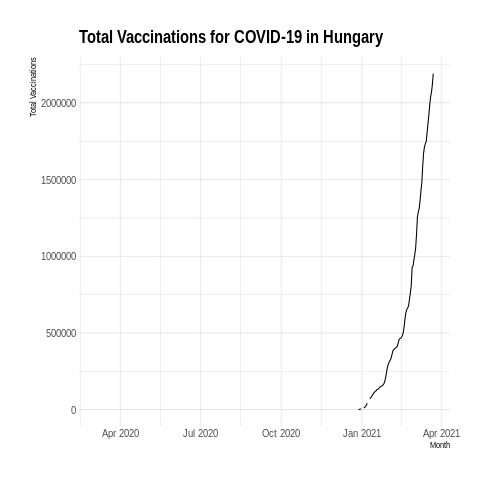 Total Vaccinations for COVID-19 in Hungary
Total Vaccinations
2000000
1500000
1000000
500000
0
Apr 2020 Jul 2020 Oct 2020 Jan 2021 Apr 2021
Month